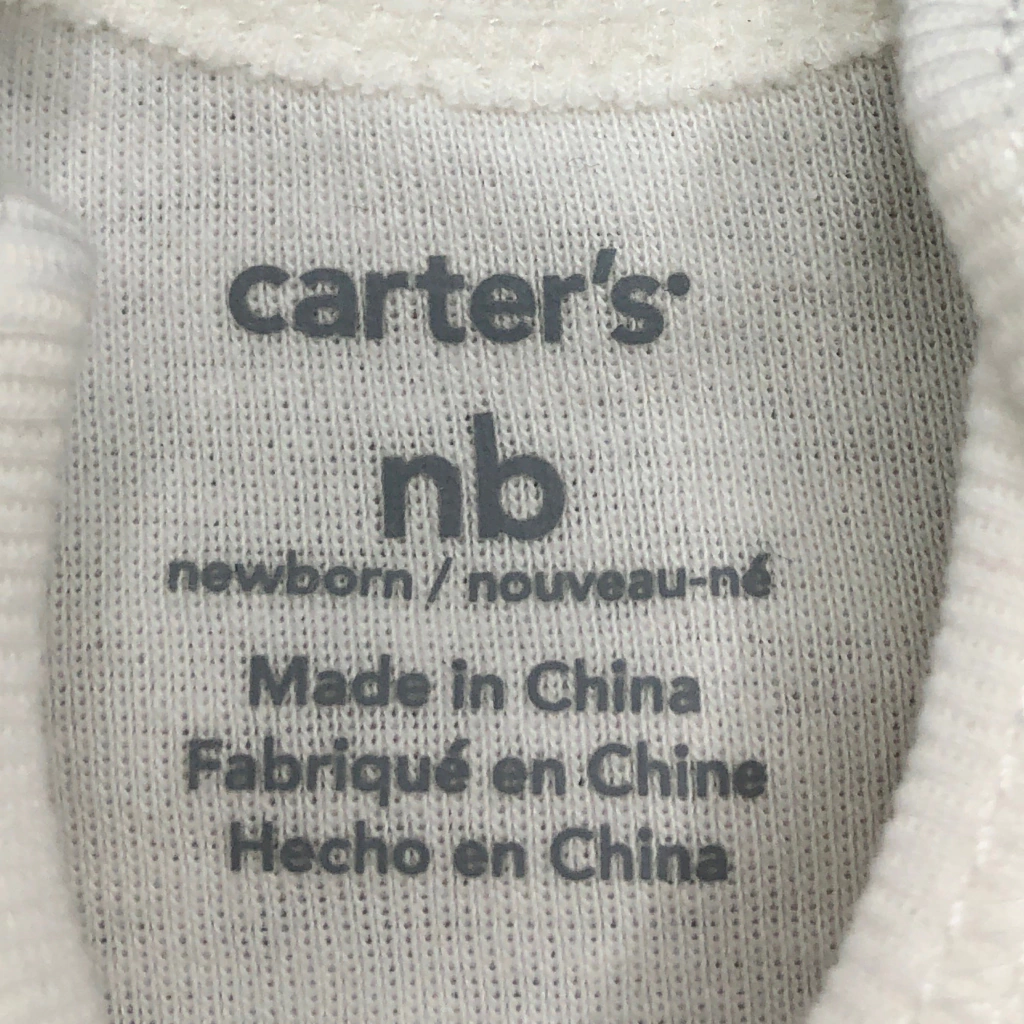 carter's
nb
newborn / nouveau-né
Made in China
Fabriqué en Chine
Hecho en China